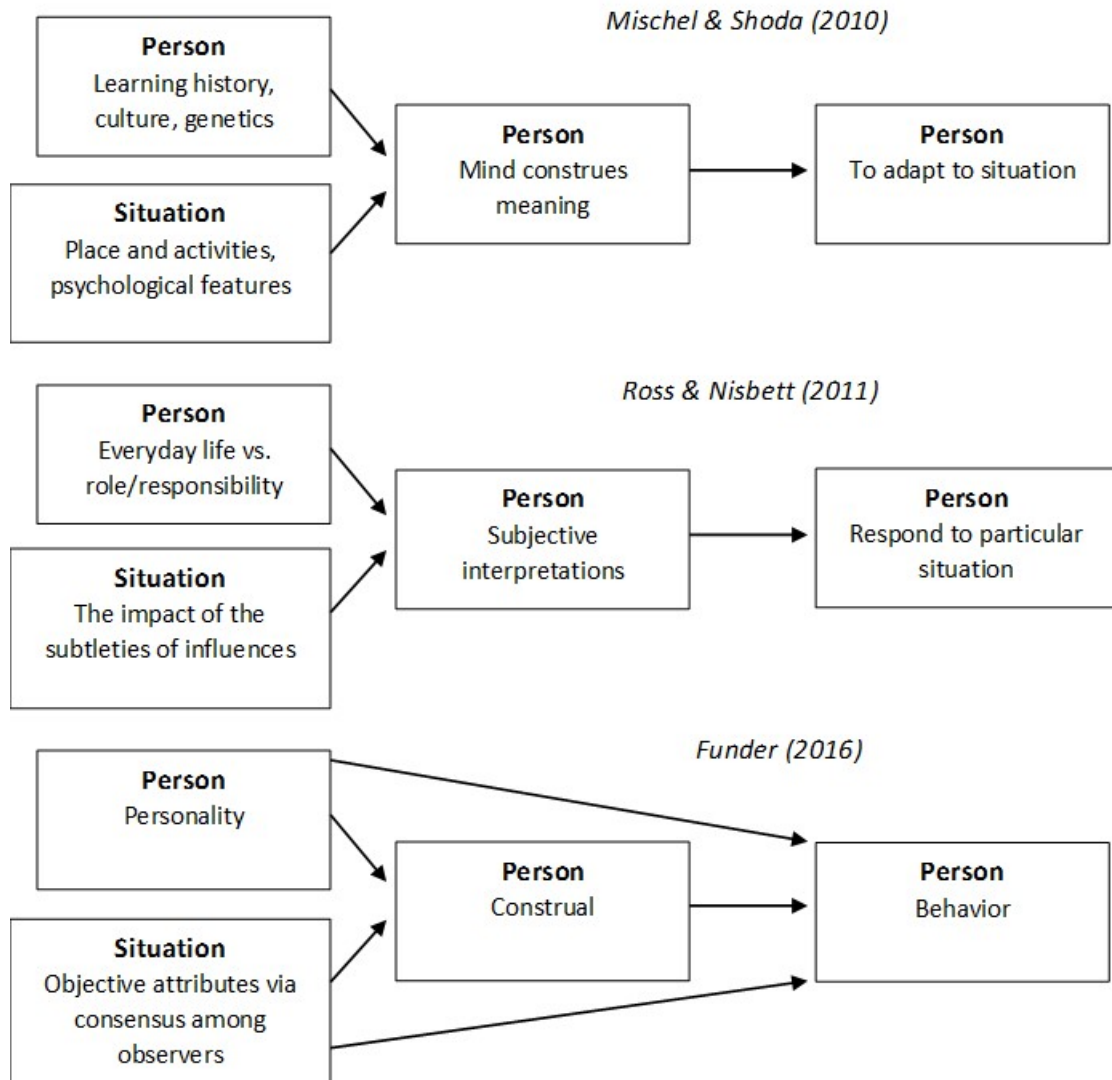 Mischel & Shoda (2010)
Person
Learning history,
culture, genetics
Situation
Place and activities,
psychological features
Person
Mind construes
meaning
Person
To adapt to situation
Ross & Nisbett (2011)
Person
Everyday life vs.
role/responsibility
Situation
The impact of the
subtleties of influences
Person
Subjective
interpretations
Person
Respond to particular
situation
Funder (2016)
Person
Personality
Situation
Objective attributes via
consensus among
observers
Person
Construal
Person
Behavior